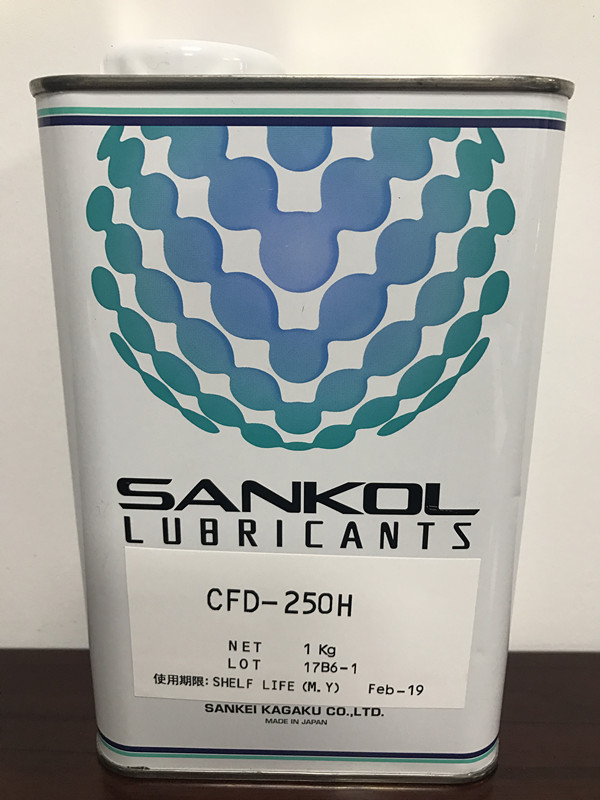 SANKOL
LUBRICANTS
CFD-250H
NET 1 Kg
LOT 17B6-1
使用期限: SHELF LIFE (M.Y) Feb-19
SANKEI KAGAKU CO.,LTD.
MADE IN JAPAN